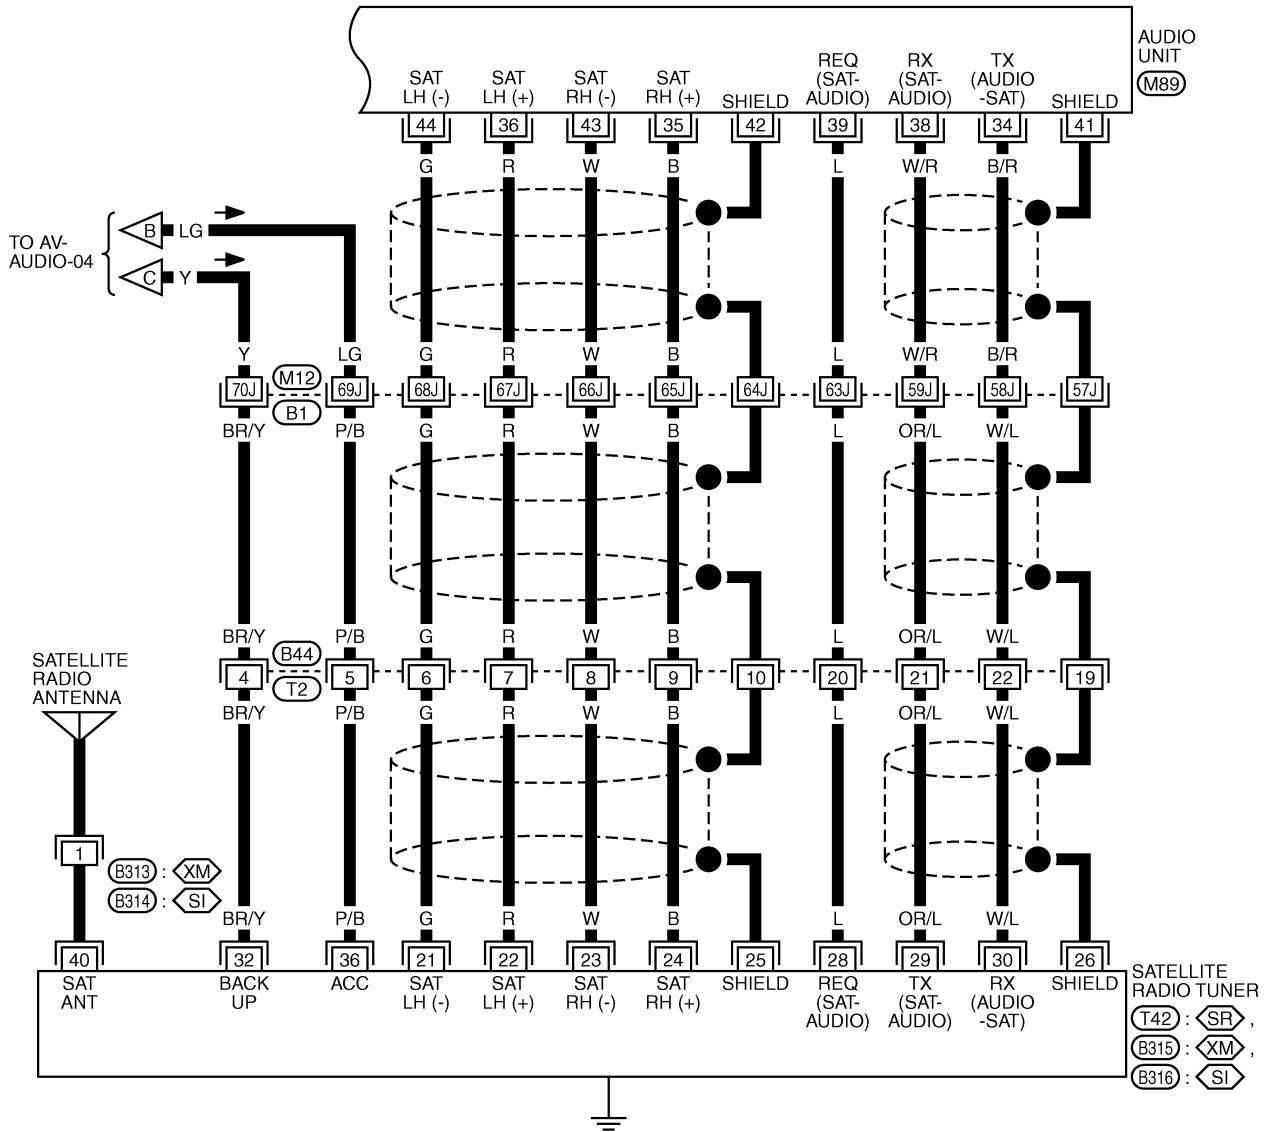 AUDIO
UNIT
M89
SAT
LH (-)
SAT
LH (+)
SAT
RH (-)
SAT
RH (+)
SHIELD
REQ
(SAT-
AUDIO)
RX
(SAT-
AUDIO)
TX
(AUDIO
-SAT)
SHIELD
44 36 43 35 42 39 38 34 41
G R W B L W/R B/R
TO AV-
AUDIO-04
B LG
C Y
Y LG G R W B L W/R B/R
70J M12 69J 68J 67J 66J 65J 64J 63J 59J 58J 57J
B1
BR/Y P/B G R W B L OR/L W/L
BR/Y P/B G R W B L OR/L W/L
B44
4 5 6 7 8 9 10 20 21 22 19
T2
BR/Y P/B G R W B L OR/L W/L
SATELLITE
RADIO
ANTENNA
1
B313 : XM
B314 : SI
BR/Y P/B G R W B L OR/L W/L
40 32 36 21 22 23 24 25 28 29 30 26
SAT
ANT
BACK
UP
ACC
SAT
LH (-)
SAT
LH (+)
SAT
RH (-)
SAT
RH (+)
SHIELD
REQ
(SAT-
AUDIO)
TX
(SAT-
AUDIO)
RX
(AUDIO
-SAT)
SHIELD
SATELLITE
RADIO TUNER
T42 : SR ,
B315 : XM ,
B316 : SI